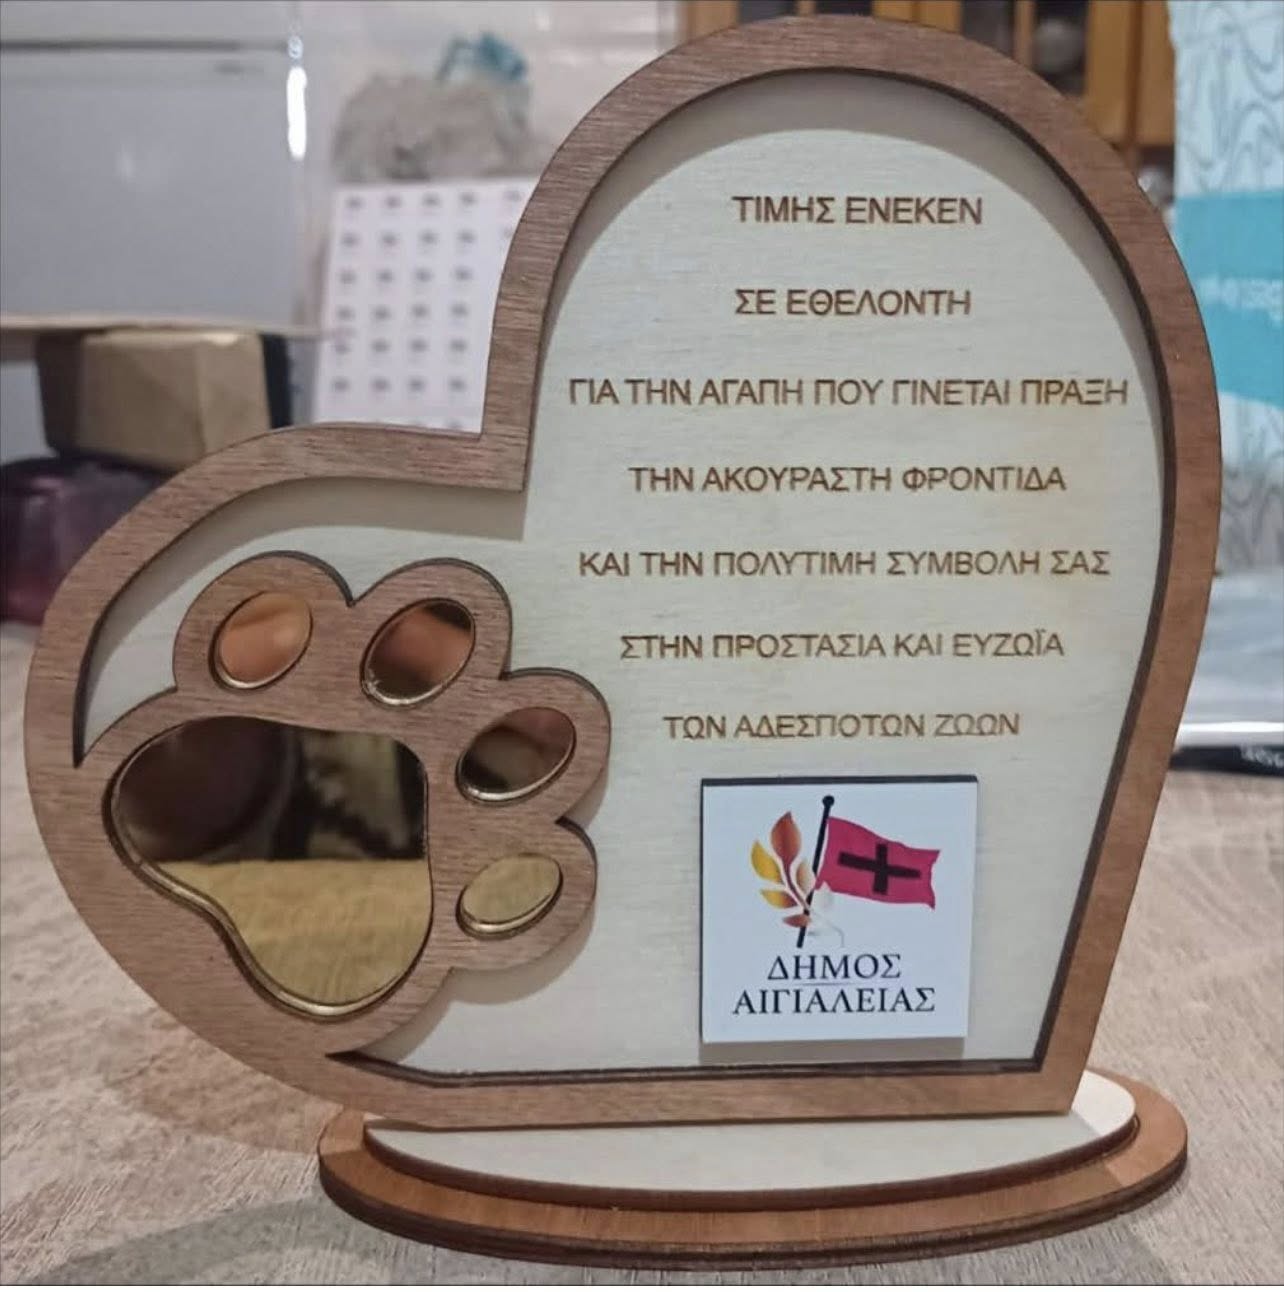 ΤΙΜΗΣ ΕΝΕΚΕΝ
ΣΕ ΕΘΕΛΟΝΤΗ
ΓΙΑ ΤΗΝ ΑΓΑΠΗ ΠΟΥ ΓΙΝΕΤΑΙ ΠΡΑΞΗ
ΤΗΝ ΑΚΟΥΡΑΣΤΗ ΦΡΟΝΤΙΔΑ
ΚΑΙ ΤΗΝ ΠΟΛΥΤΙΜΗ ΣΥΜΒΟΛΗ ΣΑΣ
ΣΤΗΝ ΠΡΟΣΤΑΣΙΑ ΚΑΙ ΕΥΖΩΪΑ
ΤΩΝ ΑΔΕΣΠΟΤΩΝ ΖΩΩΝ
ΔΗΜΟΣ
ΑΙΓΙΑΛΕΙΑΣ